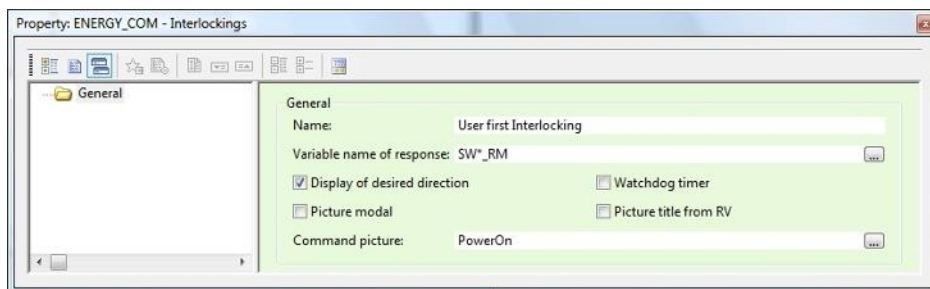 Property: ENERGY_COM - Interlockings
General
General
Name: User first Interlocking
Variable name of response: SW*_RM ...
Display of desired direction Watchdog timer
Picture modal Picture title from RV
Command picture: PowerOn ...